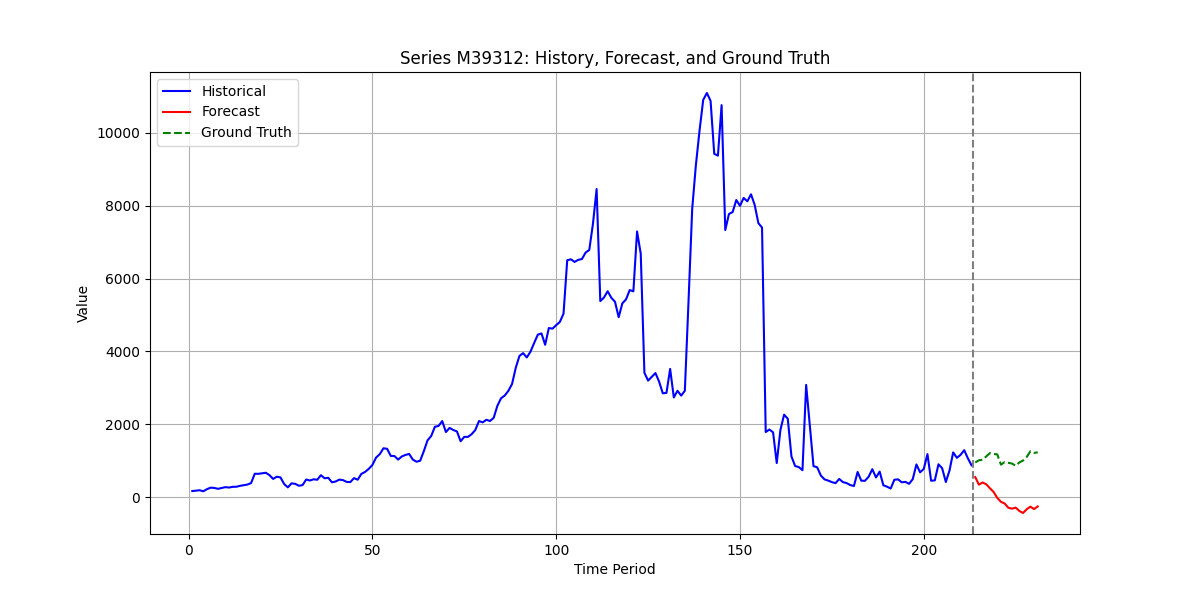 Series M39312: History, Forecast, and Ground Truth
Historical
Forecast
Ground Truth
10000
8000
6000
4000
2000
0
Value
0 50 100 150 200
Time Period